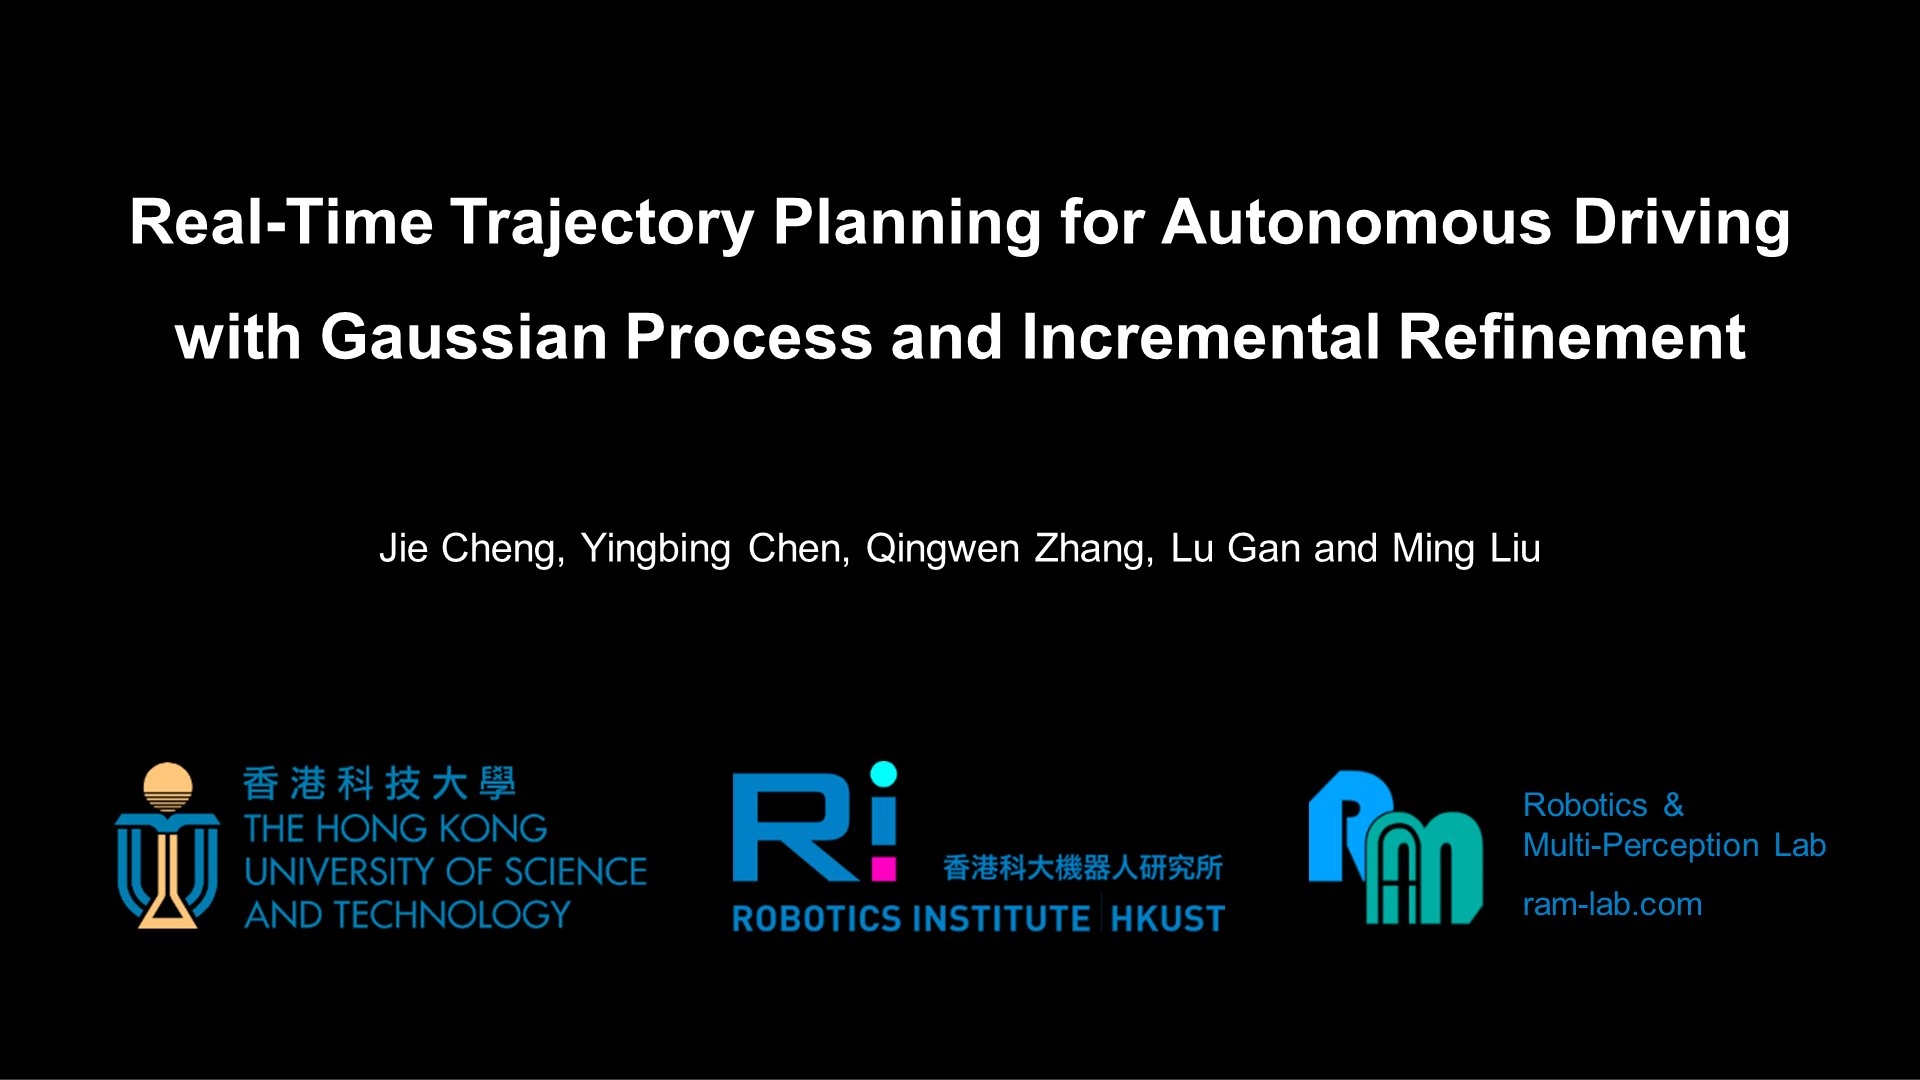 Real-Time Trajectory Planning for Autonomous Driving
with Gaussian Process and Incremental Refinement
Jie Cheng, Yingbing Chen, Qingwen Zhang, Lu Gan and Ming Liu
香港科技大學
THE HONG KONG
UNIVERSITY OF SCIENCE
AND TECHNOLOGY
Ri
香港科大機器人研究所
ROBOTICS INSTITUTE HKUST
RAM
Robotics &
Multi-Perception Lab
ram-lab.com